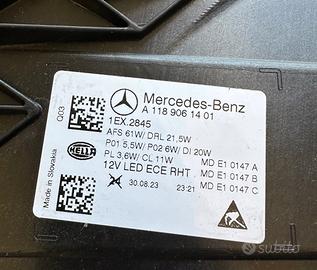 Q03
Mercedes-Benz
A 118 906 14 01
1EX.2845
AFS 61W/ DRL 21,5W
P01 5,5W/ P02 6W/ DI 20W
PL 3,6W/ CL 11W
12V LED ECE RHT
MD E1 0147 A
MD E1 0147 B
MD E1 0147 C
HELLA
Made in Slovakia
30.08.23 23:21
subito